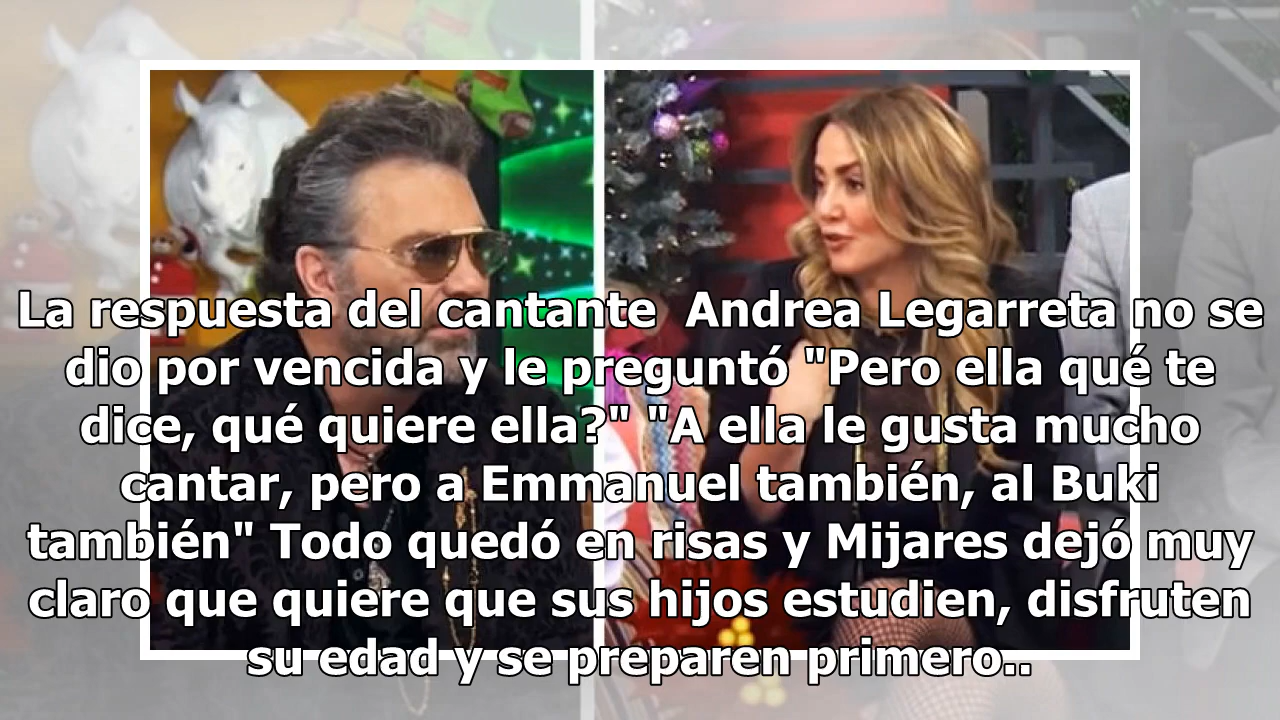 La respuesta del cantante  Andrea Legarreta no se
dio por vencida y le preguntó "Pero ella qué te
dice, qué quiere ella?" "A ella le gusta mucho
cantar, pero a Emmanuel también, al Buki
también" Todo quedó en risas y Mijares dejó muy
claro que quiere que sus hijos estudien, disfruten
su edad y se preparen primero..